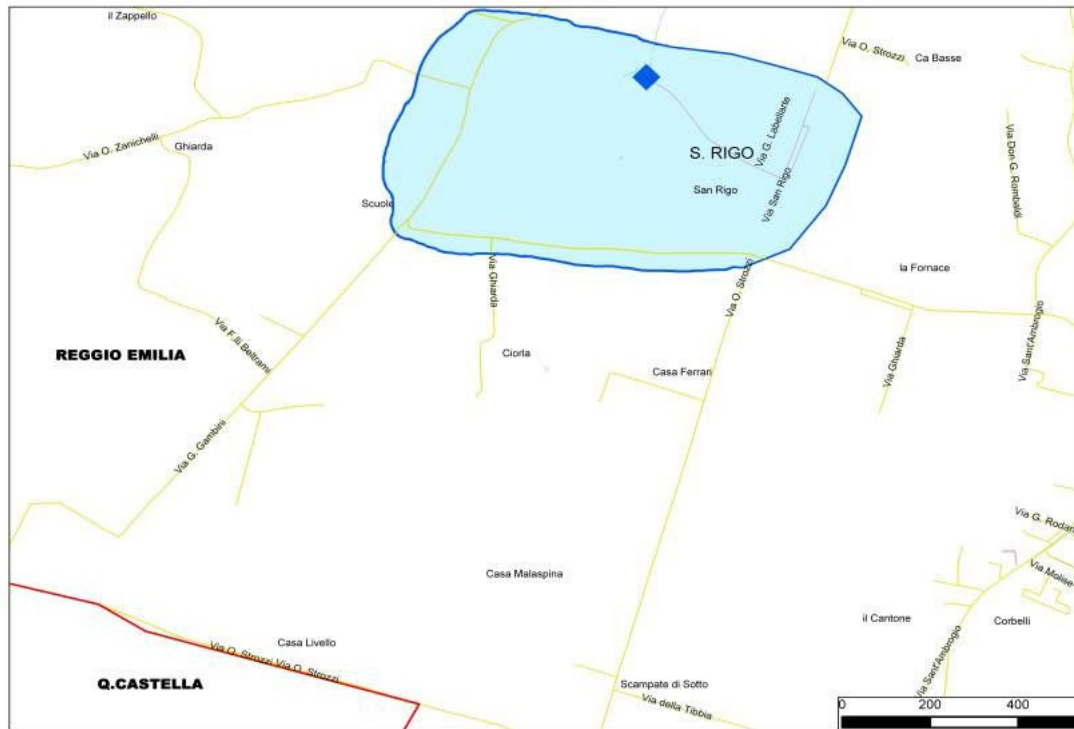 il Zappello
Via O. Strozzi
Ca Basse
Via O. Zanichelli
Ghiarda
Via G. Labellarte
S. RIGO
Via Don G. Rombaldi
San Rigo
Via San Rigo
Scuole
Via Ghiarda
Via O. Strozzi
la Fornace
Via F.lli Beltrami
REGGIO EMILIA
Ciorla
Casa Ferrari
Via Ghiarda
Via Sant'Ambrogio
Via G. Gambini
Via G. Rodari
Casa Malaspina
Via Molise
il Cantone
Corbelli
Casa Livello
Via O. Strozzi Via O. Strozzi
Q.CASTELLA
Scampate di Sotto
Via della Tibbia
Via Sant'Ambrogio
0 200 400